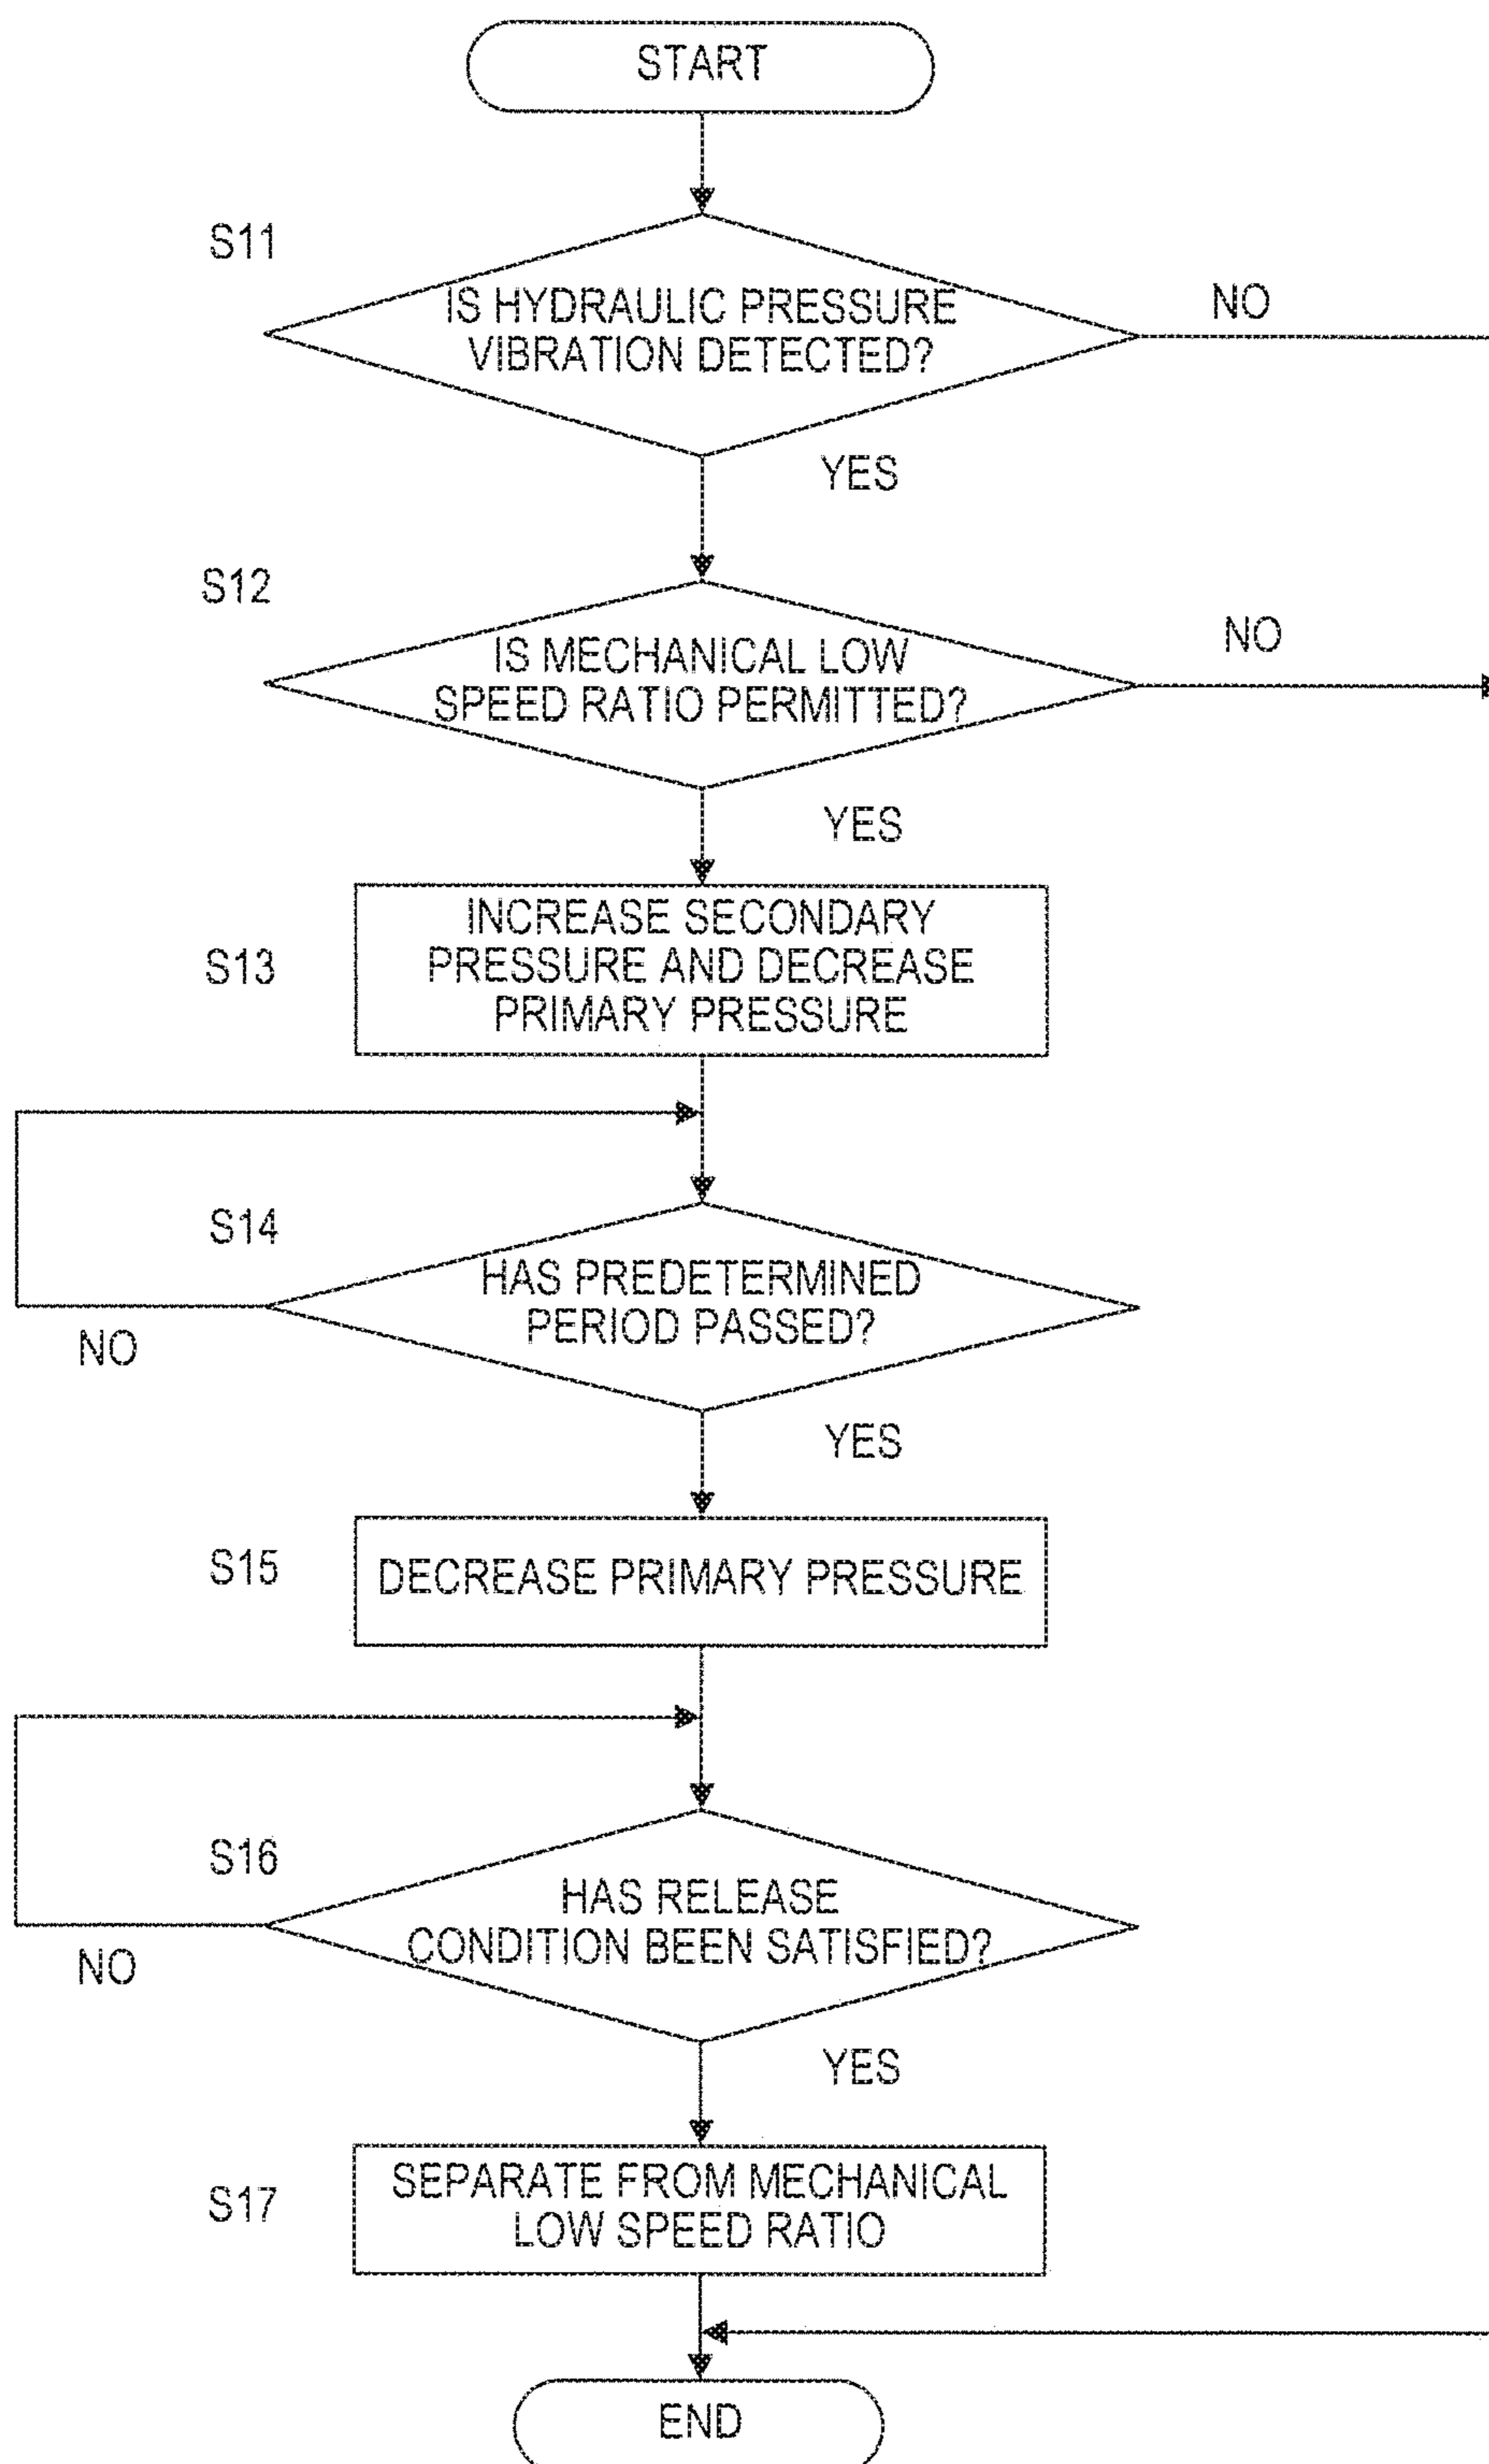 START
S11
IS HYDRAULIC PRESSURE
VIBRATION DETECTED?
NO
YES
S12
IS MECHANICAL LOW
SPEED RATIO PERMITTED?
NO
YES
S13
INCREASE SECONDARY
PRESSURE AND DECREASE
PRIMARY PRESSURE
S14
HAS PREDETERMINED
PERIOD PASSED?
NO
YES
S15
DECREASE PRIMARY PRESSURE
S16
HAS RELEASE
CONDITION BEEN SATISFIED?
NO
YES
S17
SEPARATE FROM MECHANICAL
LOW SPEED RATIO
END